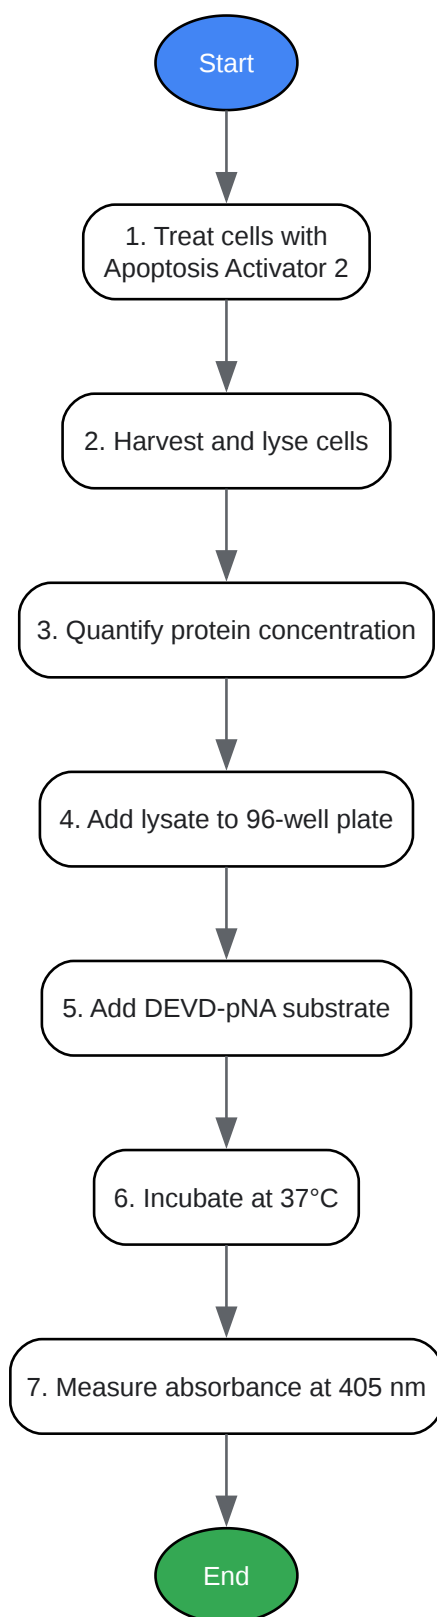 Start
1. Treat cells with
Apoptosis Activator 2
2. Harvest and lyse cells
3. Quantify protein concentration
4. Add lysate to 96-well plate
5. Add DEVD-pNA substrate
6. Incubate at 37°C
7. Measure absorbance at 405 nm
End